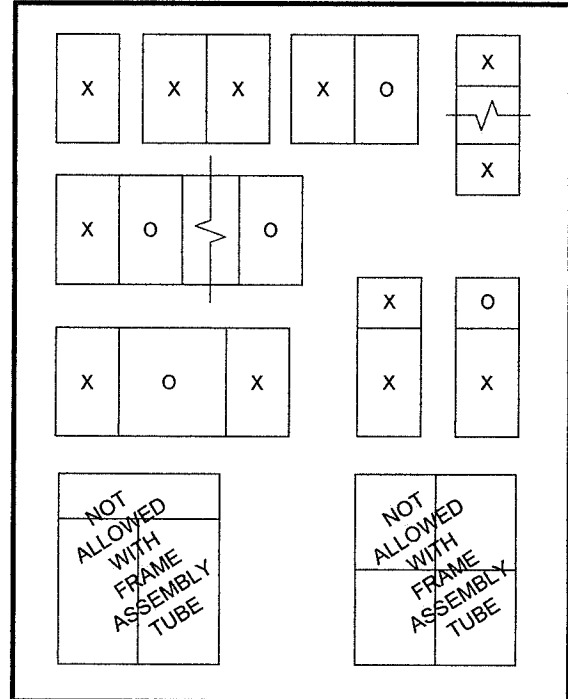 X X X X O X
X
X O O
X O
X O X X X
NOT
ALLOWED
WITH
FRAME
ASSEMBLY
TUBE
NOT
ALLOWED
WITH
FRAME
ASSEMBLY
TUBE